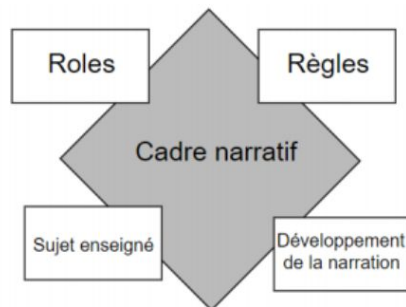 Roles
Règles
Cadre narratif
Sujet enseigné
Développement
de la narration